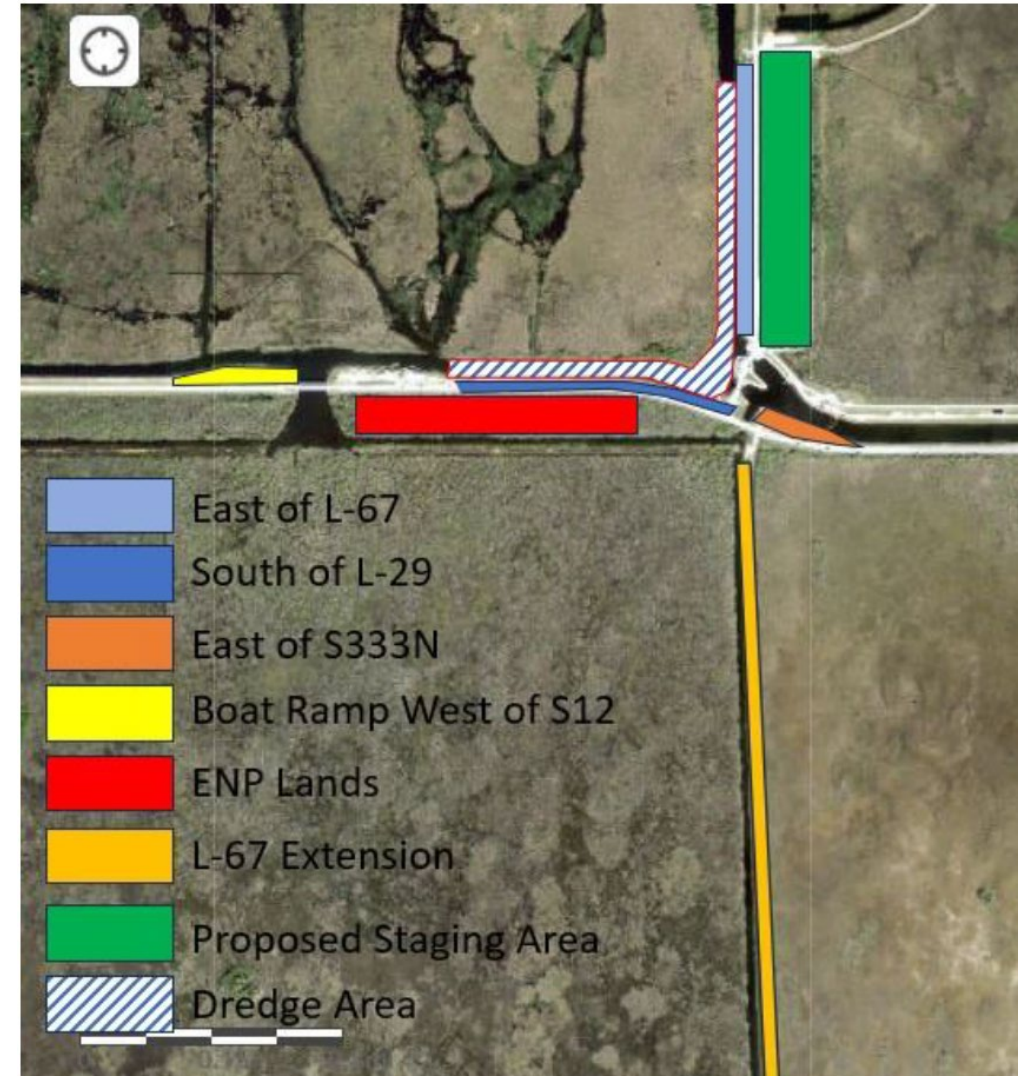 East of L-67
South of L-29
East of S333N
Boat Ramp West of S12
ENP Lands
L-67 Extension
Proposed Staging Area
Dredge Area